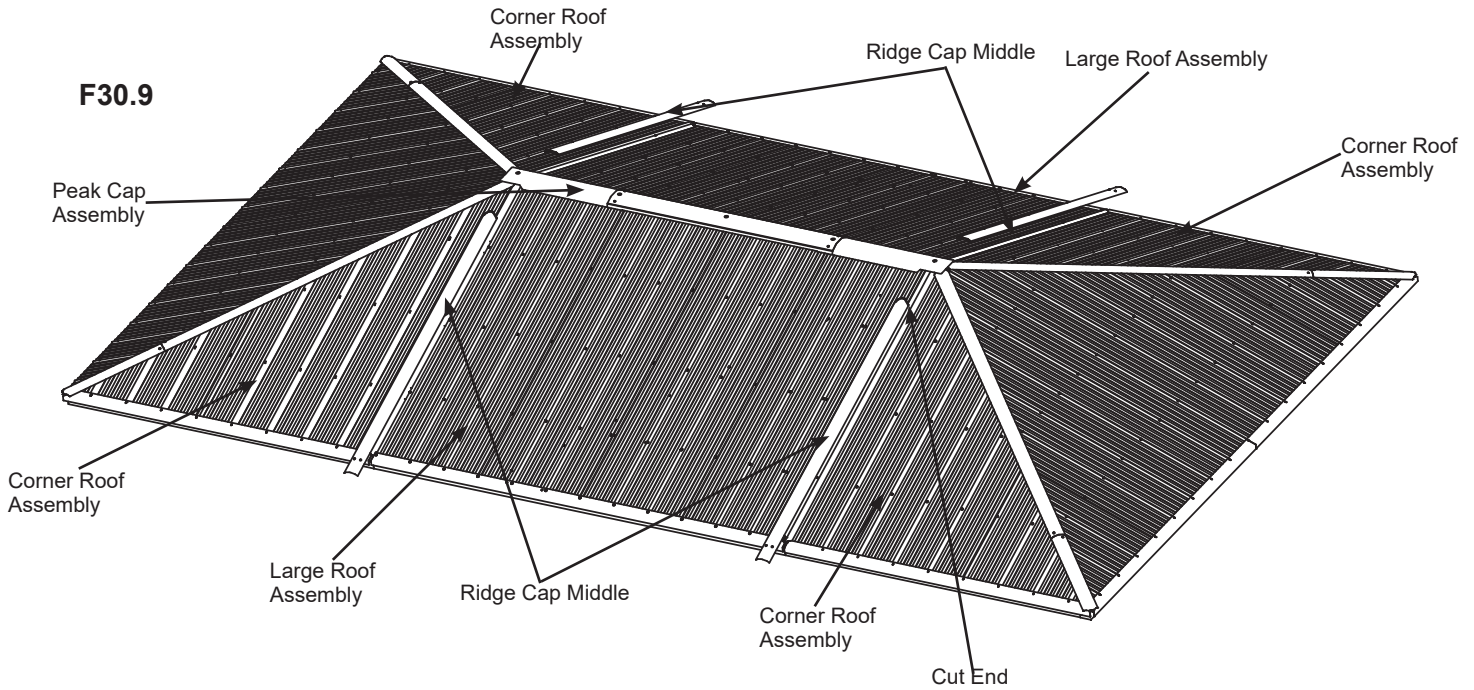 Corner Roof
Assembly
Ridge Cap Middle
Large Roof Assembly
F30.9
Corner Roof
Assembly
Peak Cap
Assembly
Corner Roof
Assembly
Large Roof
Assembly
Ridge Cap Middle
Corner Roof
Assembly
Cut End